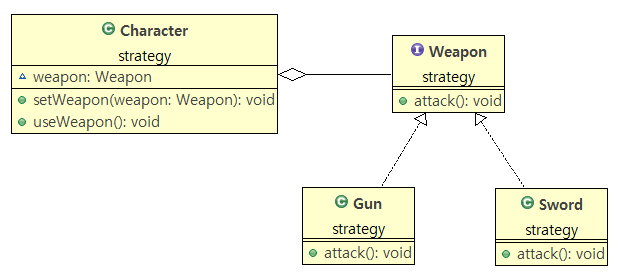 Character
strategy
weapon: Weapon
setWeapon(weapon: Weapon): void
useWeapon(): void
Weapon
strategy
attack(): void
Gun
strategy
attack(): void
Sword
strategy
attack(): void